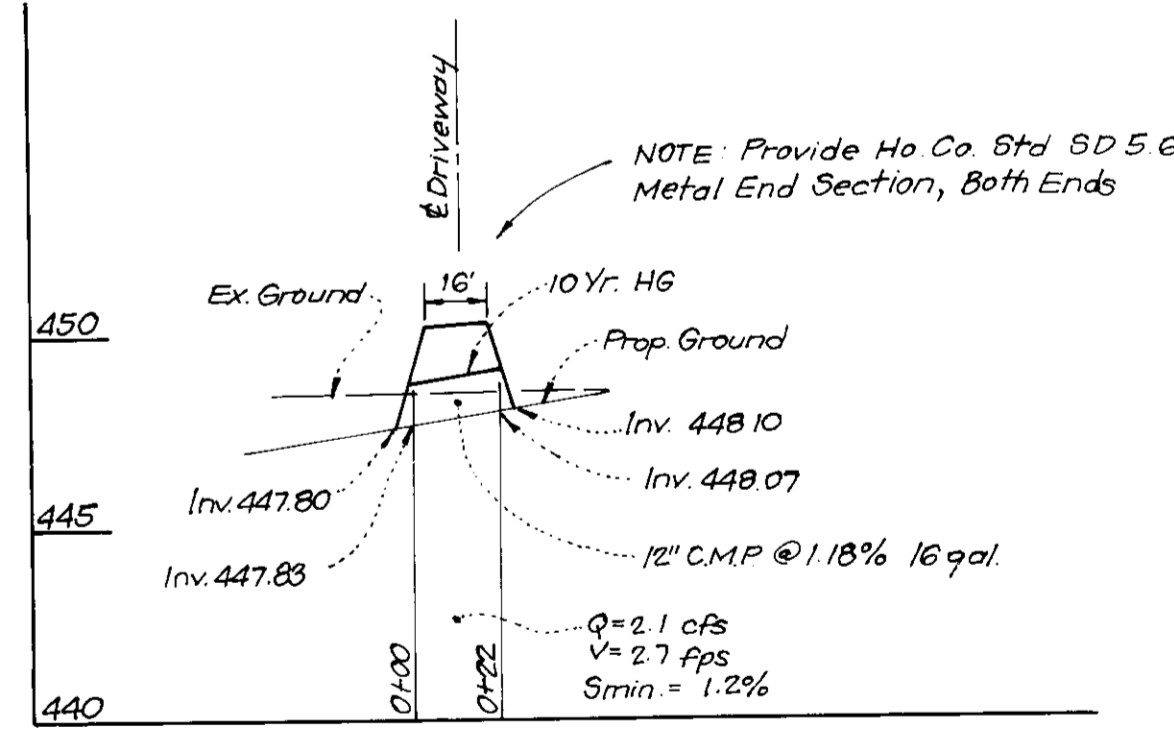 ℄ Driveway
NOTE: Provide Ho. Co. Std SD 5.6
Metal End Section, Both Ends
16'
10 Yr. HG
Ex. Ground
450
Prop. Ground
Inv. 448.10
Inv. 448.07
Inv. 447.80
445
12" C.M.P @ 1.18% 16 gal.
Inv. 447.83
Q = 2.1 cfs
V = 2.7 fps
Smin. = 1.2%
0+00
0+22
440